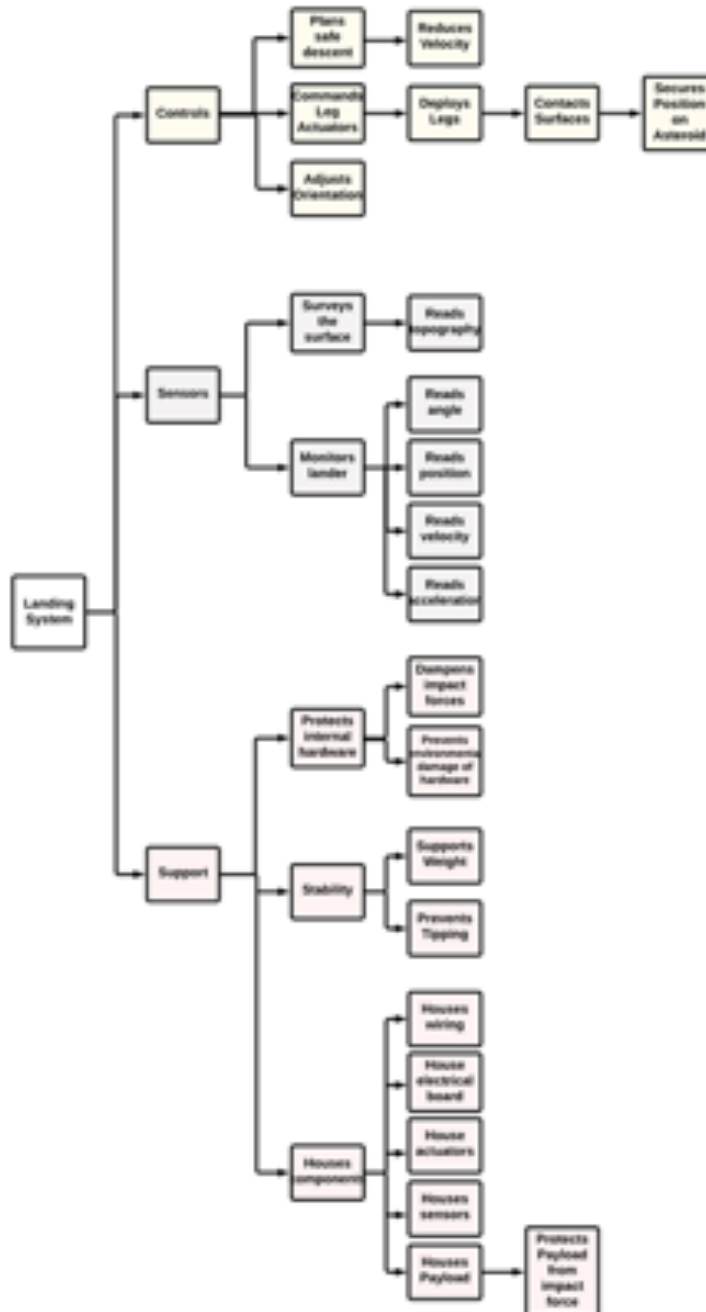 Plans
safe
descent
Reduces
Velocity
Controls
Commands
Leg
Actuators
Deploys
Legs
Contacts
Surfaces
Secures
Position
on
Asteroid
Adjusts
Orientation
Surveys
the
surface
Reads
topography
Sensors
Monitors
lander
Reads
angle
Reads
position
Reads
velocity
Reads
acceleration
Landing
System
Protects
internal
hardware
Dampens
impact
forces
Prevents
environmental
damage of
hardware
Support
Stability
Supports
Weight
Prevents
Tipping
Houses
components
Houses
wiring
House
electrical
board
House
actuators
Houses
sensors
Houses
Payload
Protects
Payload
from
impact
force